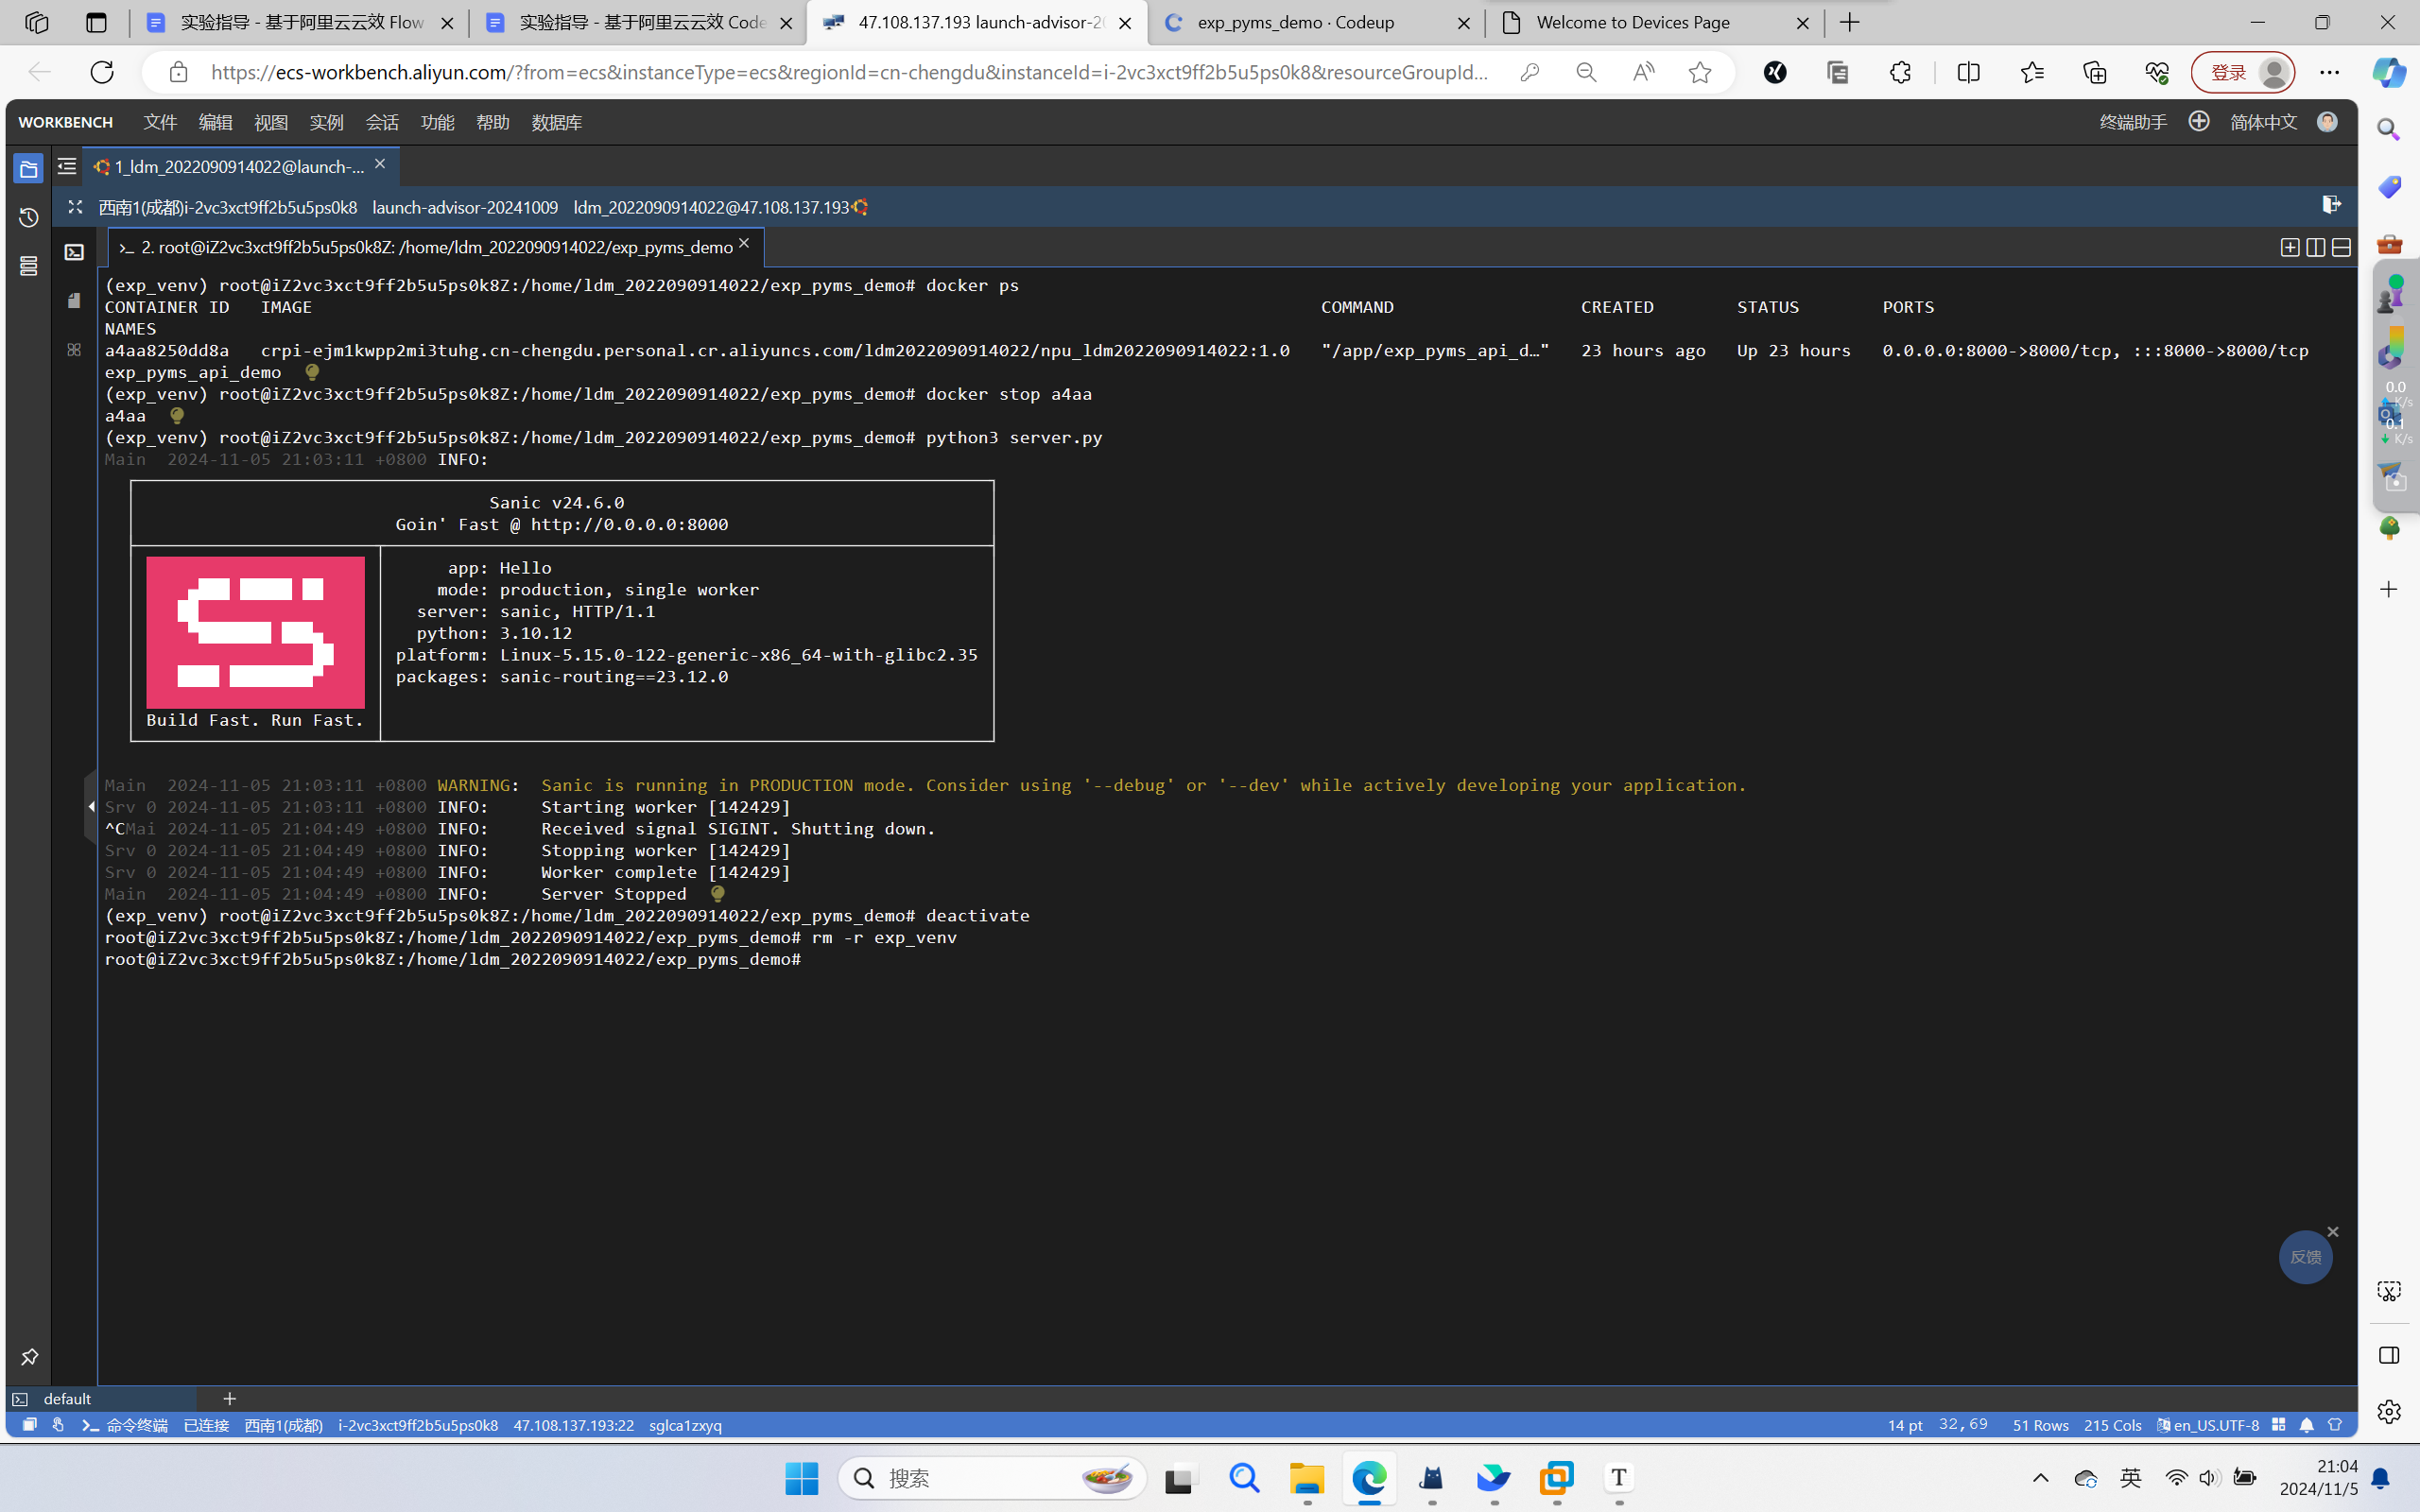 实验指导 - 基于阿里云云效 Flow
实验指导 - 基于阿里云云效 Code
47.108.137.193 launch-advisor-20
exp_pyms_demo · Codeup
Welcome to Devices Page
https://ecs-workbench.aliyun.com/?from=ecs&instanceType=ecs&regionId=cn-chengdu&instanceId=i-2vc3xct9ff2b5u5ps0k8&resourceGroupId...
登录
WORKBENCH 文件 编辑 视图 实例 会话 功能 帮助 数据库
终端助手 简体中文
1_ldm_2022090914022@launch-...
西南1(成都)i-2vc3xct9ff2b5u5ps0k8 launch-advisor-20241009 ldm_2022090914022@47.108.137.193
>_ 2. root@iZ2vc3xct9ff2b5u5ps0k8Z: /home/ldm_2022090914022/exp_pyms_demo
(exp_venv) root@iZ2vc3xct9ff2b5u5ps0k8Z:/home/ldm_2022090914022/exp_pyms_demo# docker ps
CONTAINER ID IMAGE COMMAND CREATED STATUS PORTS
NAMES
a4aa8250dd8a crpi-ejm1kwpp2mi3tuhg.cn-chengdu.personal.cr.aliyuncs.com/ldm2022090914022/npu_ldm2022090914022:1.0 "/app/exp_pyms_api_d…" 23 hours ago Up 23 hours 0.0.0.0:8000->8000/tcp, :::8000->8000/tcp
exp_pyms_api_demo
(exp_venv) root@iZ2vc3xct9ff2b5u5ps0k8Z:/home/ldm_2022090914022/exp_pyms_demo# docker stop a4aa
a4aa
(exp_venv) root@iZ2vc3xct9ff2b5u5ps0k8Z:/home/ldm_2022090914022/exp_pyms_demo# python3 server.py
Main 2024-11-05 21:03:11 +0800 INFO:
Sanic v24.6.0
Goin' Fast @ http://0.0.0.0:8000
app: Hello
mode: production, single worker
server: sanic, HTTP/1.1
python: 3.10.12
platform: Linux-5.15.0-122-generic-x86_64-with-glibc2.35
packages: sanic-routing==23.12.0
Build Fast. Run Fast.
Main 2024-11-05 21:03:11 +0800 WARNING: Sanic is running in PRODUCTION mode. Consider using '--debug' or '--dev' while actively developing your application.
Srv 0 2024-11-05 21:03:11 +0800 INFO: Starting worker [142429]
^CMai 2024-11-05 21:04:49 +0800 INFO: Received signal SIGINT. Shutting down.
Srv 0 2024-11-05 21:04:49 +0800 INFO: Stopping worker [142429]
Srv 0 2024-11-05 21:04:49 +0800 INFO: Worker complete [142429]
Main 2024-11-05 21:04:49 +0800 INFO: Server Stopped
(exp_venv) root@iZ2vc3xct9ff2b5u5ps0k8Z:/home/ldm_2022090914022/exp_pyms_demo# deactivate
root@iZ2vc3xct9ff2b5u5ps0k8Z:/home/ldm_2022090914022/exp_pyms_demo# rm -r exp_venv
root@iZ2vc3xct9ff2b5u5ps0k8Z:/home/ldm_2022090914022/exp_pyms_demo#
0.0
K/s
0.1
K/s
反馈
default
命令终端 已连接 西南1(成都) i-2vc3xct9ff2b5u5ps0k8 47.108.137.193:22 sglca1zxyq
14 pt 32,69 51 Rows 215 Cols en_US.UTF-8
搜索
英
21:04
2024/11/5